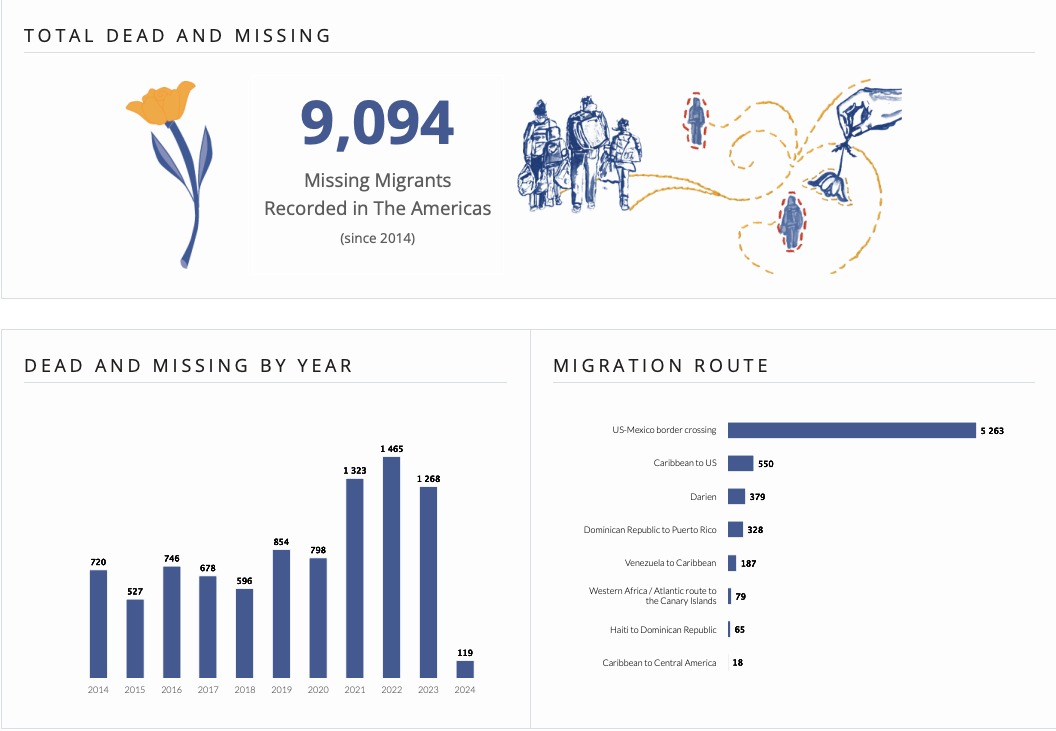 TOTAL DEAD AND MISSING
9,094
Missing Migrants
Recorded in The Americas
(since 2014)
DEAD AND MISSING BY YEAR
720
527
746
678
596
854
798
1 323
1 465
1 268
119
2014 2015 2016 2017 2018 2019 2020 2021 2022 2023 2024
MIGRATION ROUTE
US-Mexico border crossing 5 263
Caribbean to US 550
Darien 379
Dominican Republic to Puerto Rico 328
Venezuela to Caribbean 187
Western Africa / Atlantic route to
the Canary Islands 79
Haiti to Dominican Republic 65
Caribbean to Central America 18